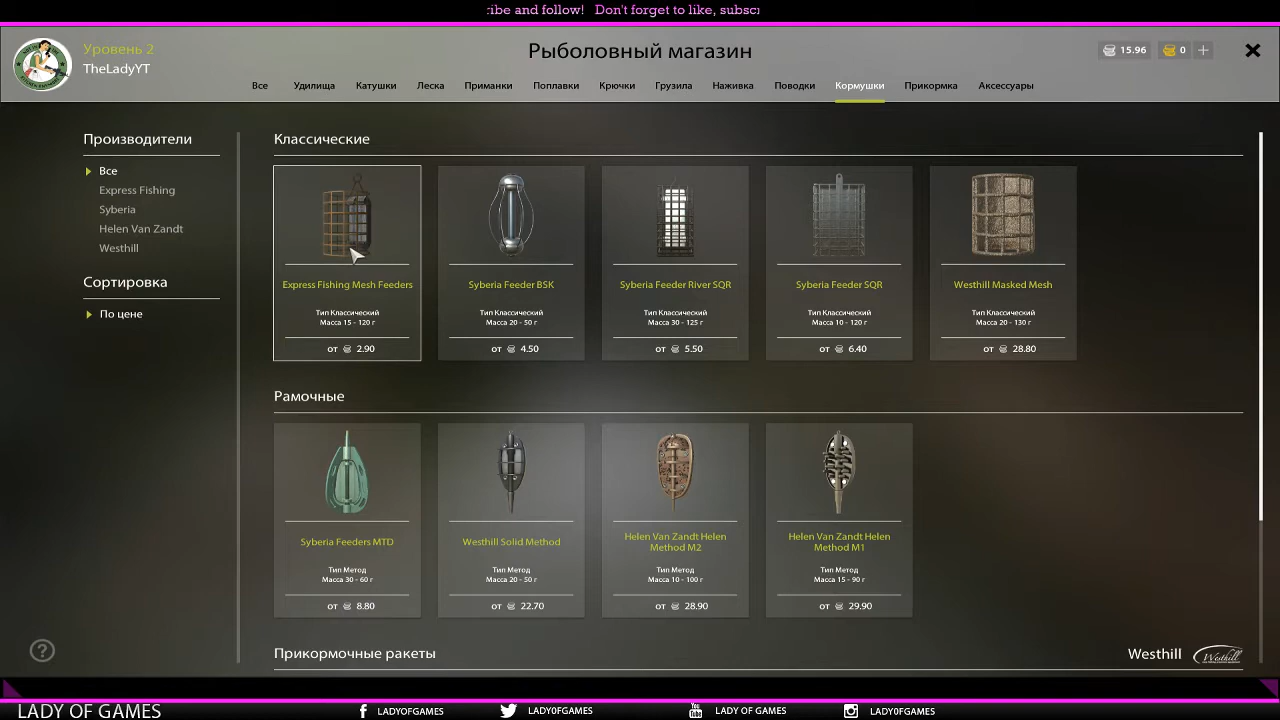 ribe and follow!   Don't forget to like, subsc
Уровень 2
TheLadyYT
Рыболовный магазин
15.96
0
Все
Удилища
Катушки
Леска
Приманки
Поплавки
Крючки
Грузила
Наживка
Поводки
Кормушки
Прикормка
Аксессуары
Производители
Все
Express Fishing
Syberia
Helen Van Zandt
Westhill
Сортировка
По цене
Классические
Express Fishing Mesh Feeders
Тип Классический
Масса 15 - 120 г
от 2.90
Syberia Feeder BSK
Тип Классический
Масса 20 - 50 г
от 4.50
Syberia Feeder River SQR
Тип Классический
Масса 30 - 125 г
от 5.50
Syberia Feeder SQR
Тип Классический
Масса 10 - 120 г
от 6.40
Westhill Masked Mesh
Тип Классический
Масса 20 - 130 г
от 28.80
Рамочные
Syberia Feeders MTD
Тип Метод
Масса 30 - 60 г
от 8.80
Westhill Solid Method
Тип Метод
Масса 20 - 50 г
от 22.70
Helen Van Zandt Helen
Method M2
Тип Метод
Масса 10 - 100 г
от 28.90
Helen Van Zandt Helen
Method M1
Тип Метод
Масса 15 - 90 г
от 29.90
Прикормочные ракеты
Westhill
Westhill
?
LADY OF GAMES
LADYOFGAMES
LADY0FGAMES
LADY OF GAMES
LADY0FGAMES